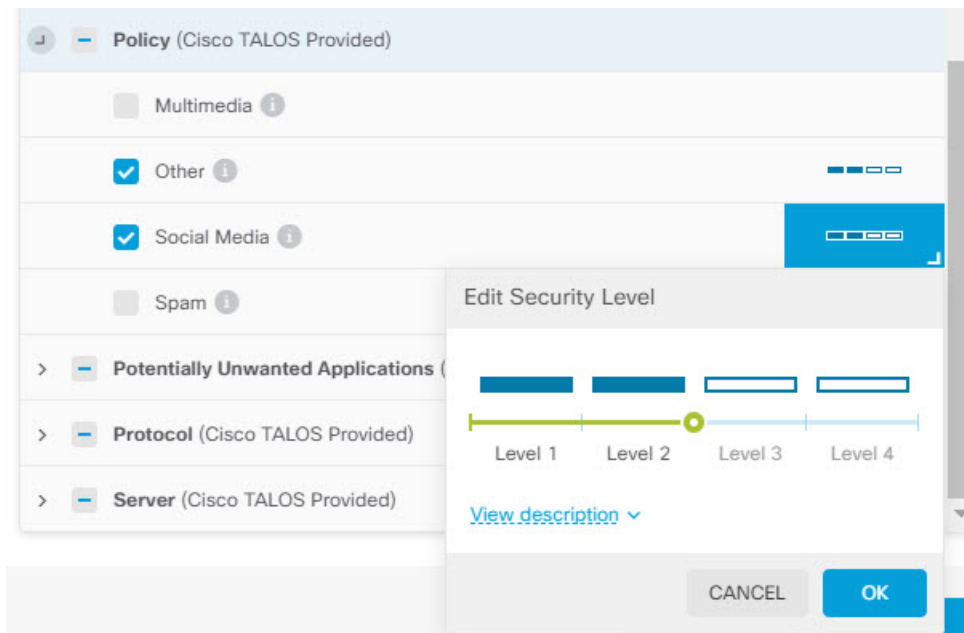 Policy (Cisco TALOS Provided)
Multimedia
Other
Social Media
Spam
Edit Security Level
Potentially Unwanted Applications (
Protocol (Cisco TALOS Provided)
Server (Cisco TALOS Provided)
Level 1 Level 2 Level 3 Level 4
View description
CANCEL OK